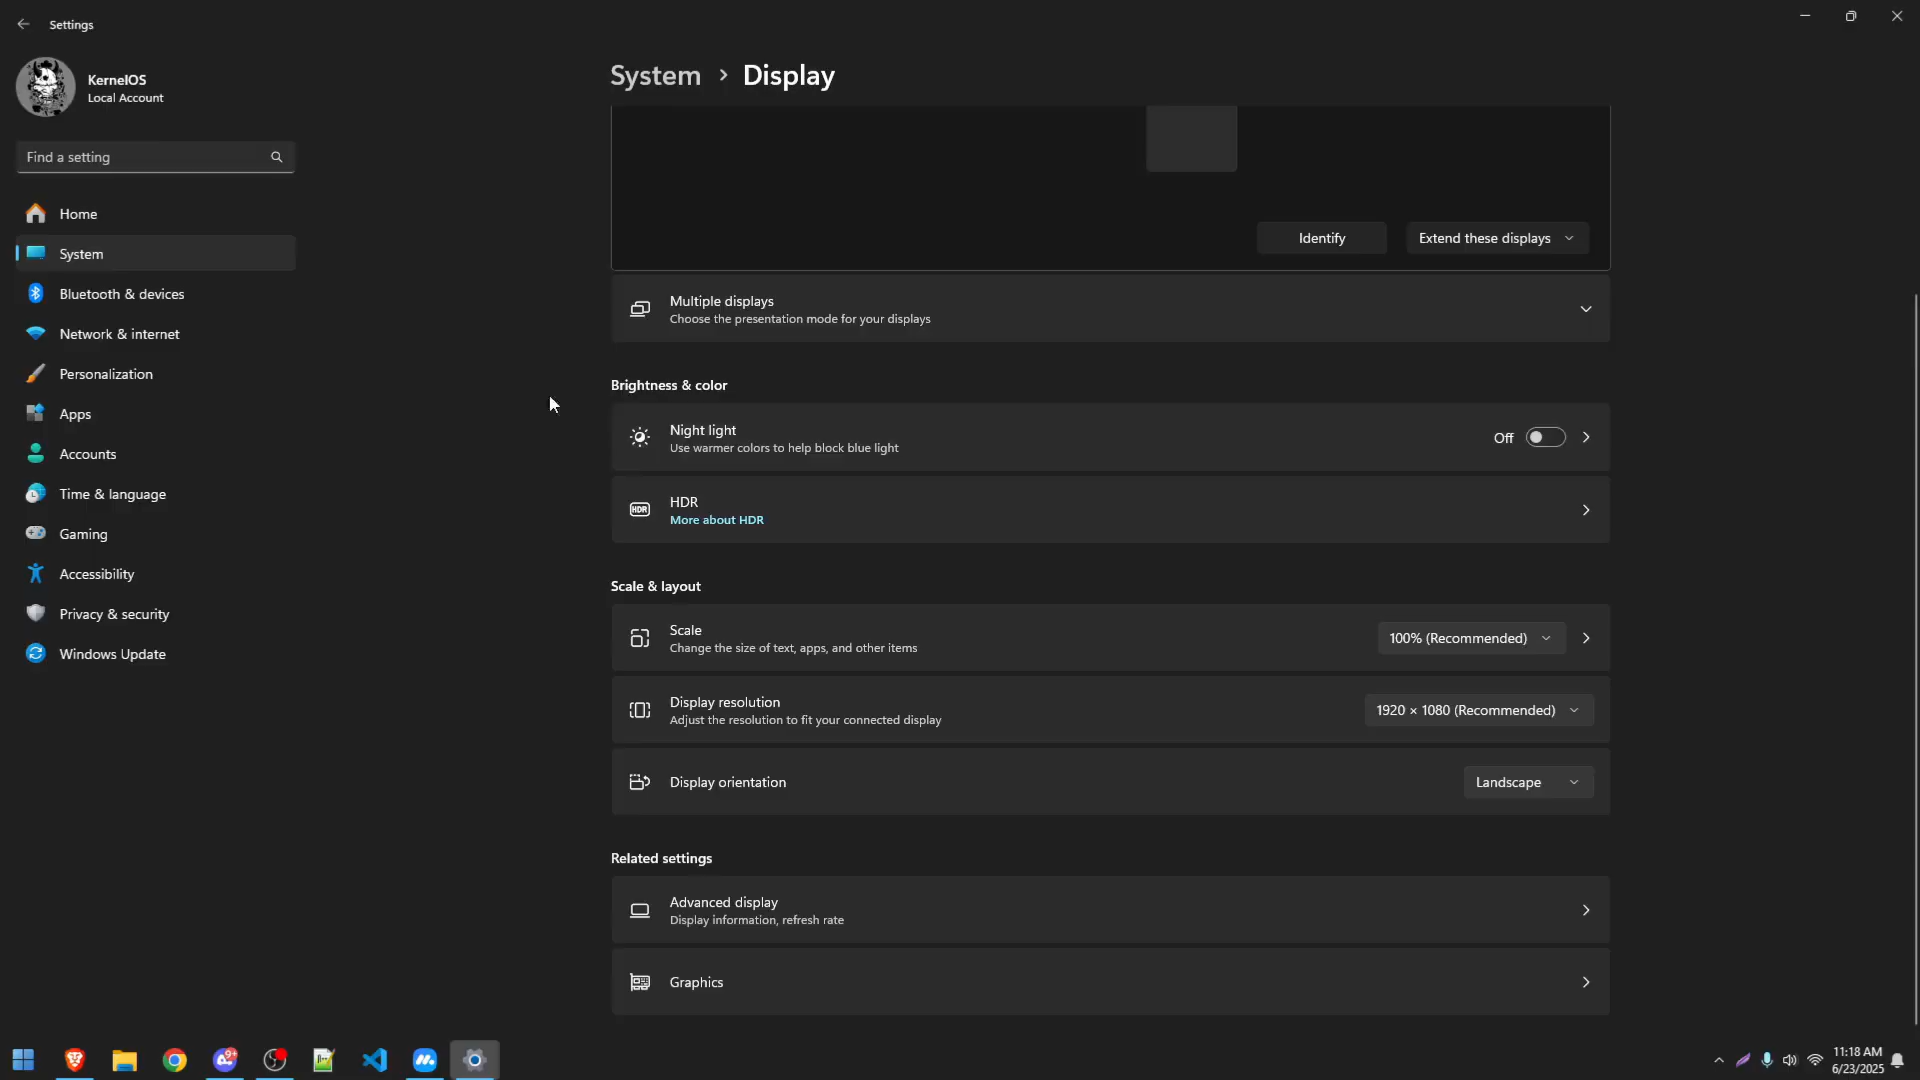 Settings
KernelOS
Local Account
Find a setting
Home
System
Bluetooth & devices
Network & internet
Personalization
Apps
Accounts
Time & language
Gaming
Accessibility
Privacy & security
Windows Update
System > Display
Identify
Extend these displays
Multiple displays
Choose the presentation mode for your displays
Brightness & color
Night light
Use warmer colors to help block blue light
Off
HDR
HDR
More about HDR
Scale & layout
Scale
Change the size of text, apps, and other items
100% (Recommended)
Display resolution
Adjust the resolution to fit your connected display
1920 × 1080 (Recommended)
Display orientation
Landscape
Related settings
Advanced display
Display information, refresh rate
Graphics
9+
11:18 AM
6/23/2025